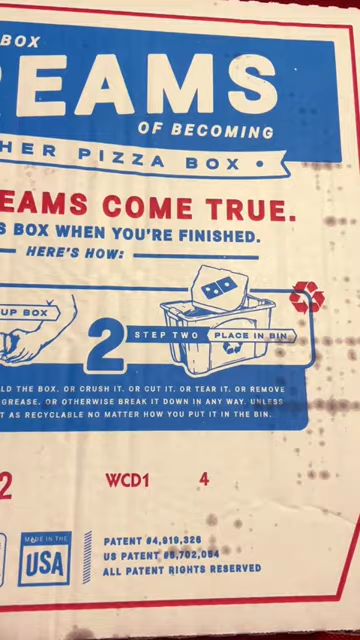 BOX
EAMS
OF BECOMING
HER PIZZA BOX
EAMS COME TRUE.
S BOX WHEN YOU'RE FINISHED.
HERE'S HOW:
UP BOX
2 STEP TWO PLACE IN BIN
LD THE BOX. OR CRUSH IT. OR CUT IT. OR TEAR IT. OR REMOVE
GREASE. OR OTHERWISE BREAK IT DOWN IN ANY WAY. UNLESS
T AS RECYCLABLE NO MATTER HOW YOU PUT IT IN THE BIN.
2 WCD1 4
MADE IN THE
USA
PATENT #4,919,326
US PATENT #6,702,054
ALL PATENT RIGHTS RESERVED